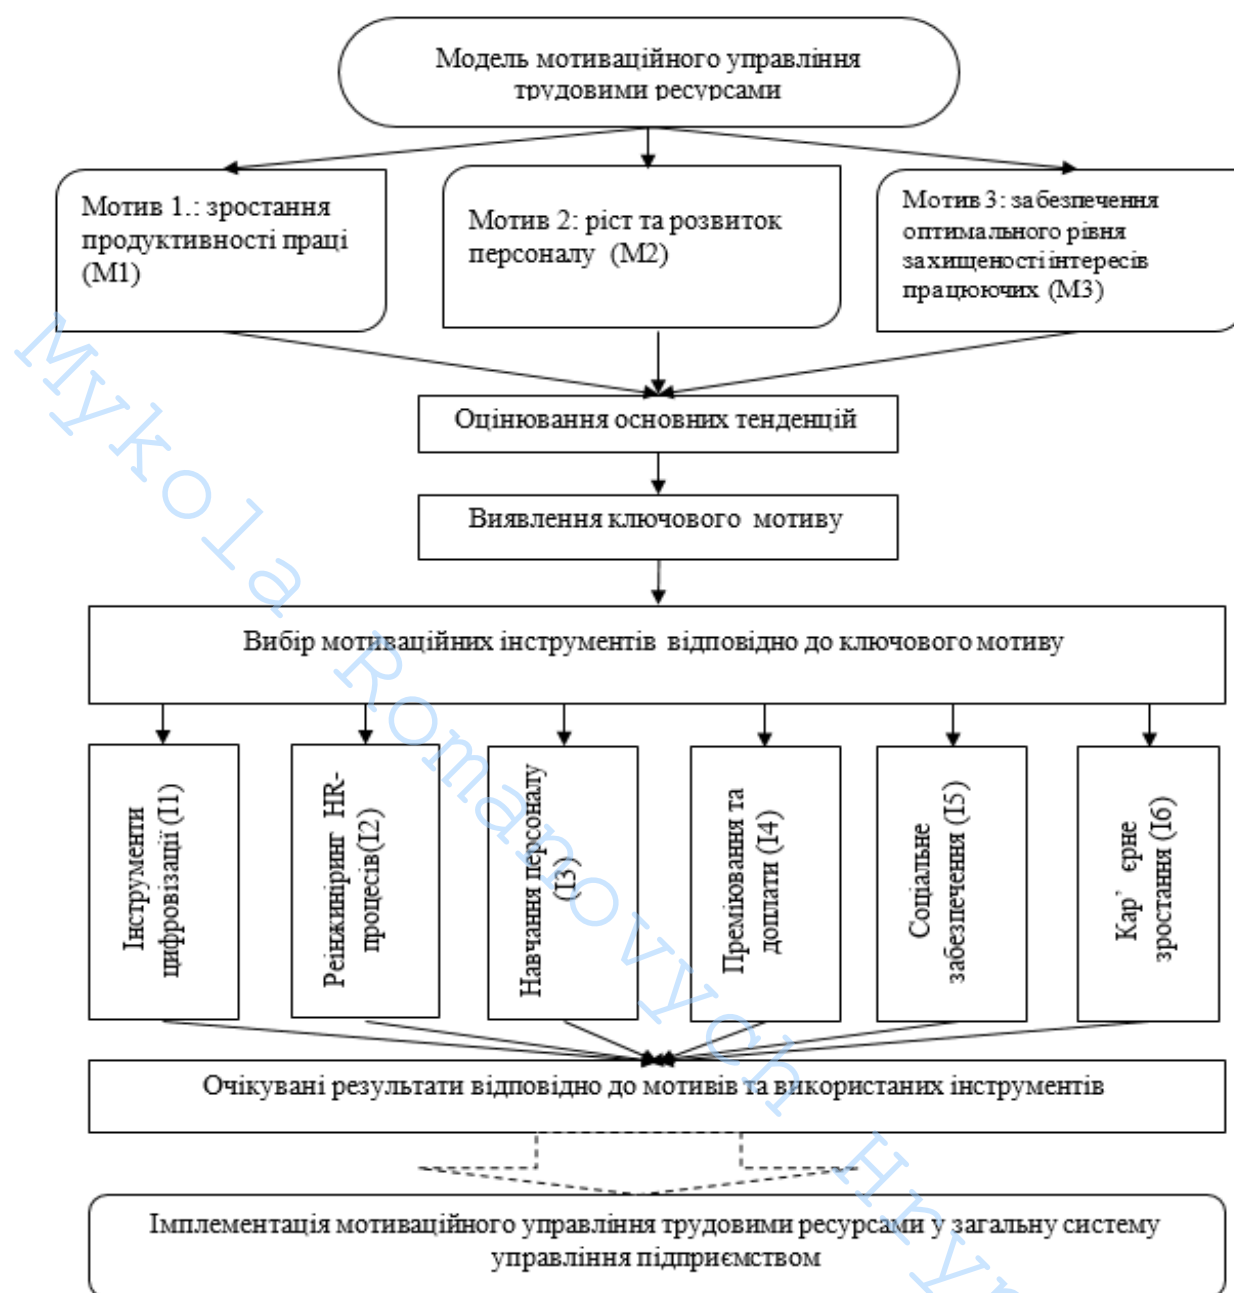 Модель мотиваційного управління
трудовими ресурсами
Мотив 1.: зростання
продуктивності праці
(М1)
Мотив 2: ріст та розвиток
персоналу (М2)
Мотив 3: забезпечення
оптимального рівня
захищеності інтересів
працюючих (М3)
Оцінювання основних тенденцій
Виявлення ключового мотиву
Вибір мотиваційних інструментів відповідно до ключового мотиву
Інструменти
цифровізації (І1)
Реінжиніринг HR-
процесів(І2)
Навчання персоналу
(І3)
Преміювання та
доплати (І4)
Соціальне
забезпечення (І5)
Кар’ єрне
зростання (І6)
Очікувані результати відповідно до мотивів та використаних інструментів
Імплементація мотиваційного управління трудовими ресурсами у загальну систему
управління підприємством
Mykola Romanovych